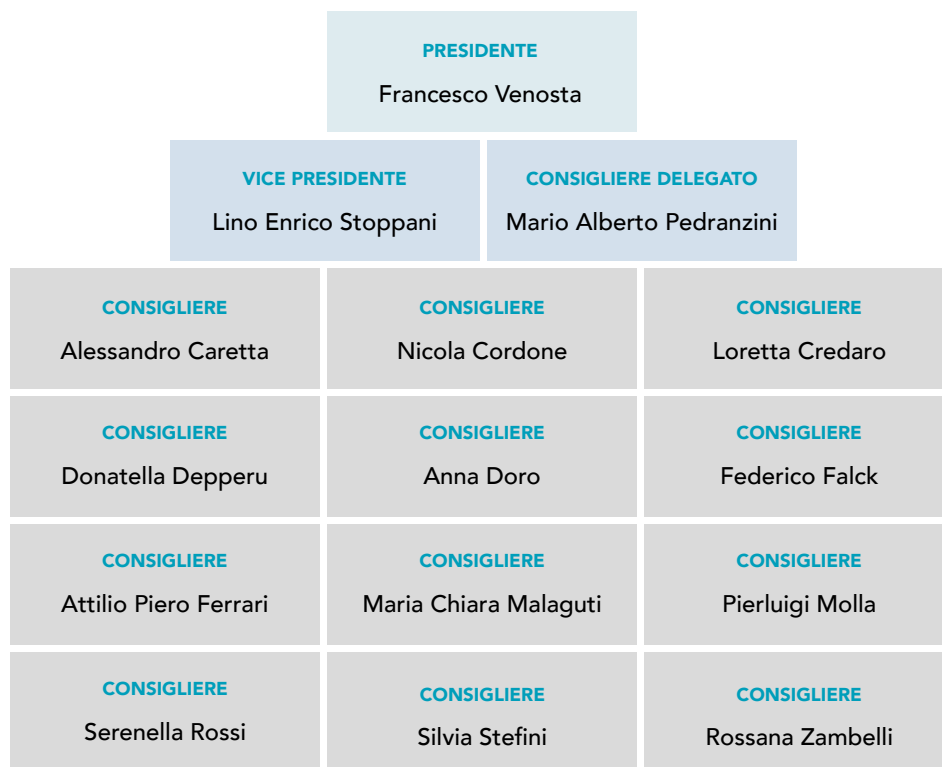 PRESIDENTE
Francesco Venosta
VICE PRESIDENTE
Lino Enrico Stoppani
CONSIGLIERE DELEGATO
Mario Alberto Pedranzini
CONSIGLIERE
Alessandro Caretta
CONSIGLIERE
Nicola Cordone
CONSIGLIERE
Loretta Credaro
CONSIGLIERE
Donatella Depperu
CONSIGLIERE
Anna Doro
CONSIGLIERE
Federico Falck
CONSIGLIERE
Attilio Piero Ferrari
CONSIGLIERE
Maria Chiara Malaguti
CONSIGLIERE
Pierluigi Molla
CONSIGLIERE
Serenella Rossi
CONSIGLIERE
Silvia Stefini
CONSIGLIERE
Rossana Zambelli